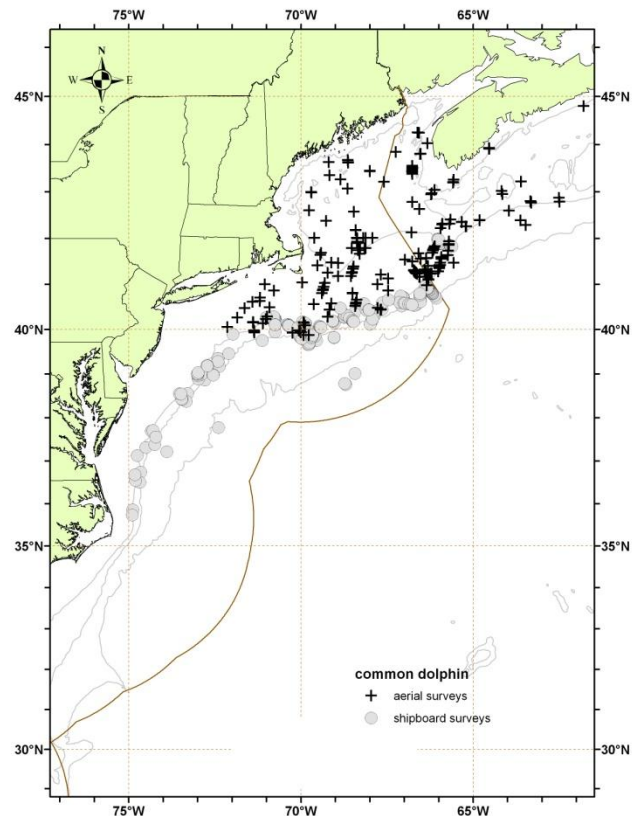 75°W 70°W 65°W
N
W E
S
45°N 45°N
40°N 40°N
35°N 35°N
common dolphin
aerial surveys
shipboard surveys
30°N 30°N
75°W 70°W 65°W